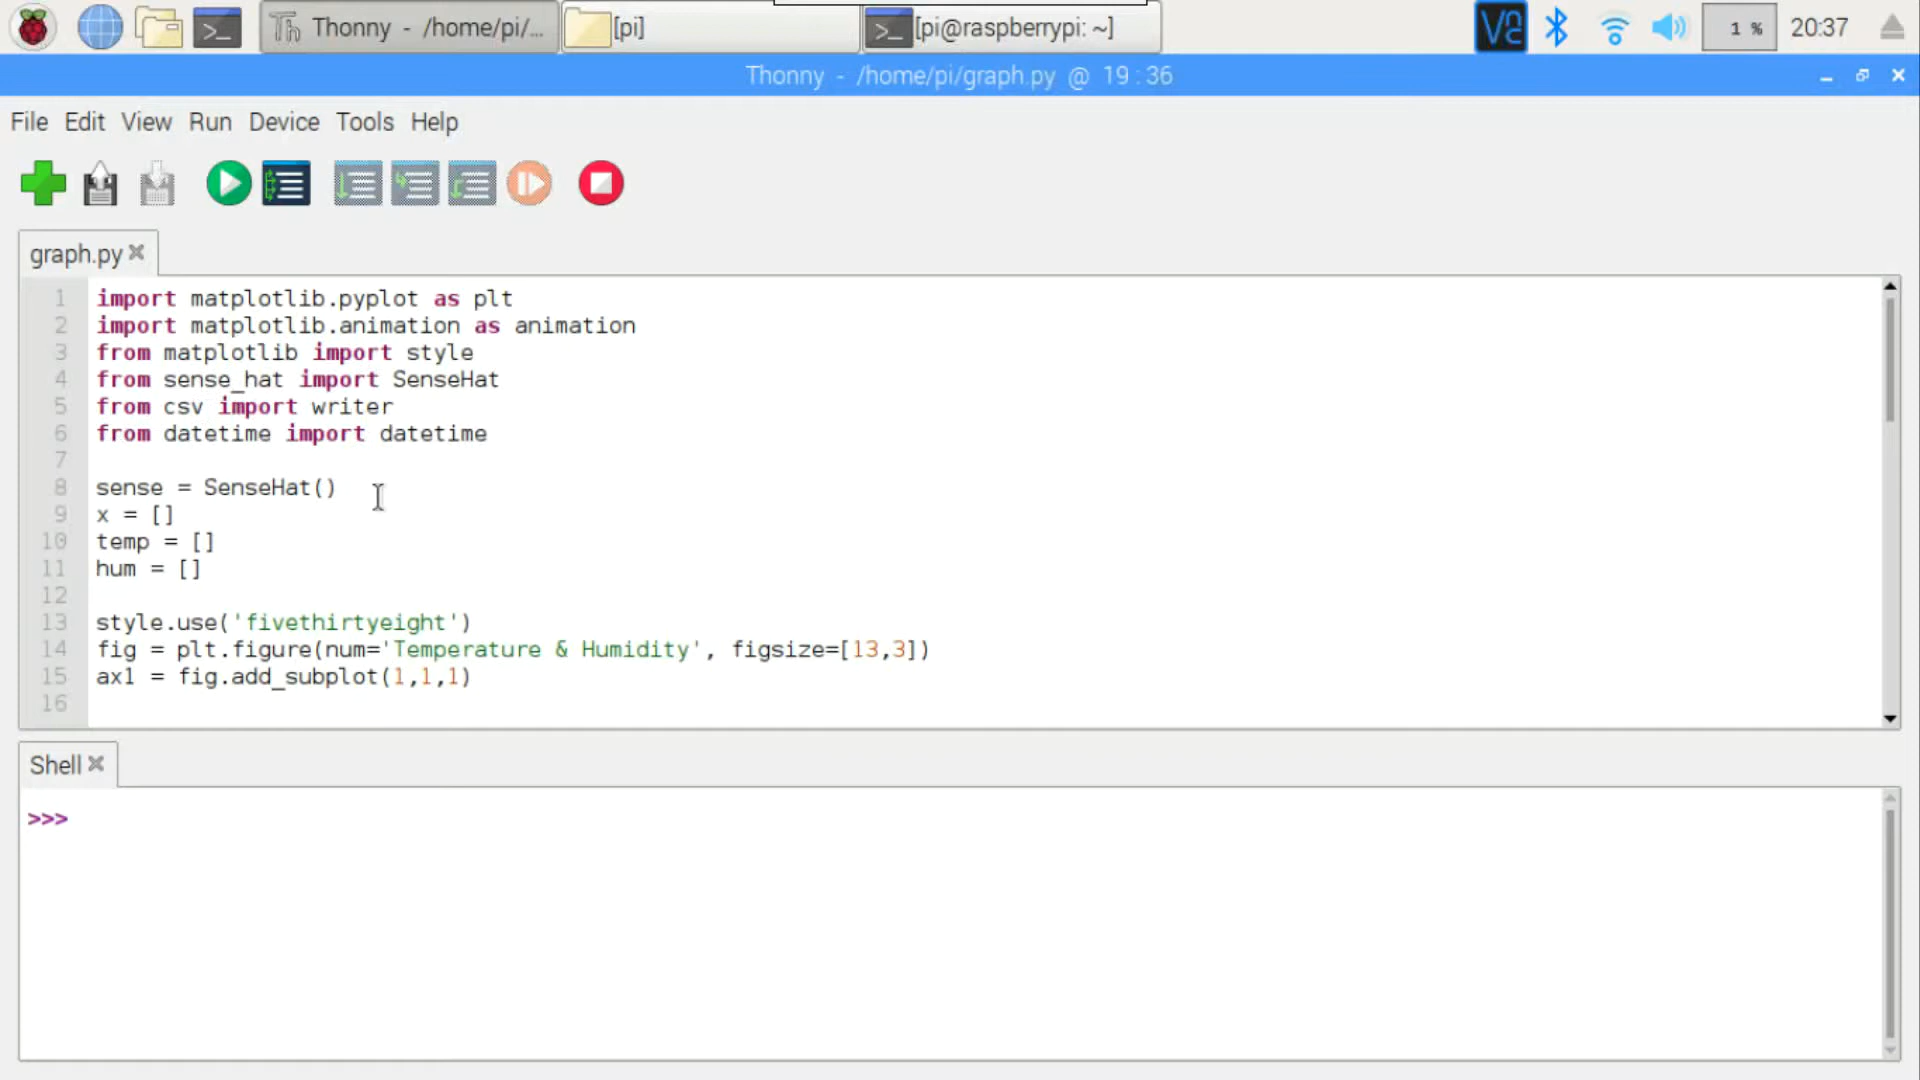 Thonny - /home/pi/...
[pi]
[pi@raspberrypi: ~]
1 %
20:37
Thonny - /home/pi/graph.py @ 19 : 36
File Edit View Run Device Tools Help
graph.py
1 import matplotlib.pyplot as plt
2 import matplotlib.animation as animation
3 from matplotlib import style
4 from sense_hat import SenseHat
5 from csv import writer
6 from datetime import datetime
7
8 sense = SenseHat()
9 x = []
10 temp = []
11 hum = []
12
13 style.use('fivethirtyeight')
14 fig = plt.figure(num='Temperature & Humidity', figsize=[13,3])
15 ax1 = fig.add_subplot(1,1,1)
16
Shell
>>>